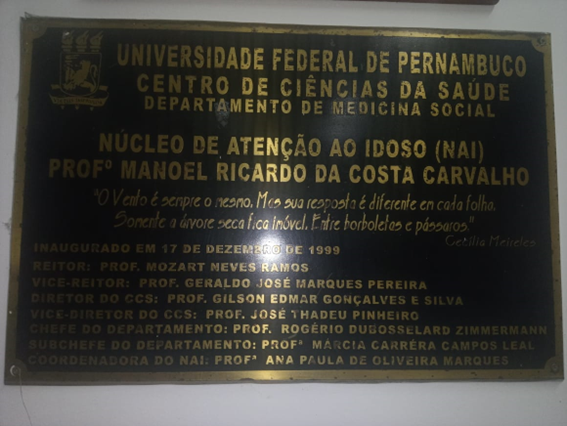 UNIVERSIDADE FEDERAL DE PERNAMBUCO
CENTRO DE CIÊNCIAS DA SAÚDE
DEPARTAMENTO DE MEDICINA SOCIAL
NÚCLEO DE ATENÇÃO AO IDOSO (NAI)
PROFº MANOEL RICARDO DA COSTA CARVALHO
"O Vento é sempre o mesmo, Mas sua resposta é diferente em cada folha.
Somente a árvore seca fica imóvel, Entre borboletas e pássaros."
Cecília Meireles
INAUGURADO EM 17 DE DEZEMBRO DE 1999
REITOR: PROF. MOZART NEVES RAMOS
VICE-REITOR: PROF. GERALDO JOSÉ MARQUES PEREIRA
DIRETOR DO CCS: PROF. GILSON EDMAR GONÇALVES E SILVA
VICE-DIRETOR DO CCS: PROF. JOSÉ THADEU PINHEIRO
CHEFE DO DEPARTAMENTO: PROF. ROGÉRIO DUBOSSELARD ZIMMERMANN
SUBCHEFE DO DEPARTAMENTO: PROFª MÁRCIA CARRÉRA CAMPOS LEAL
COORDENADORA DO NAI: PROFª ANA PAULA DE OLIVEIRA MARQUES